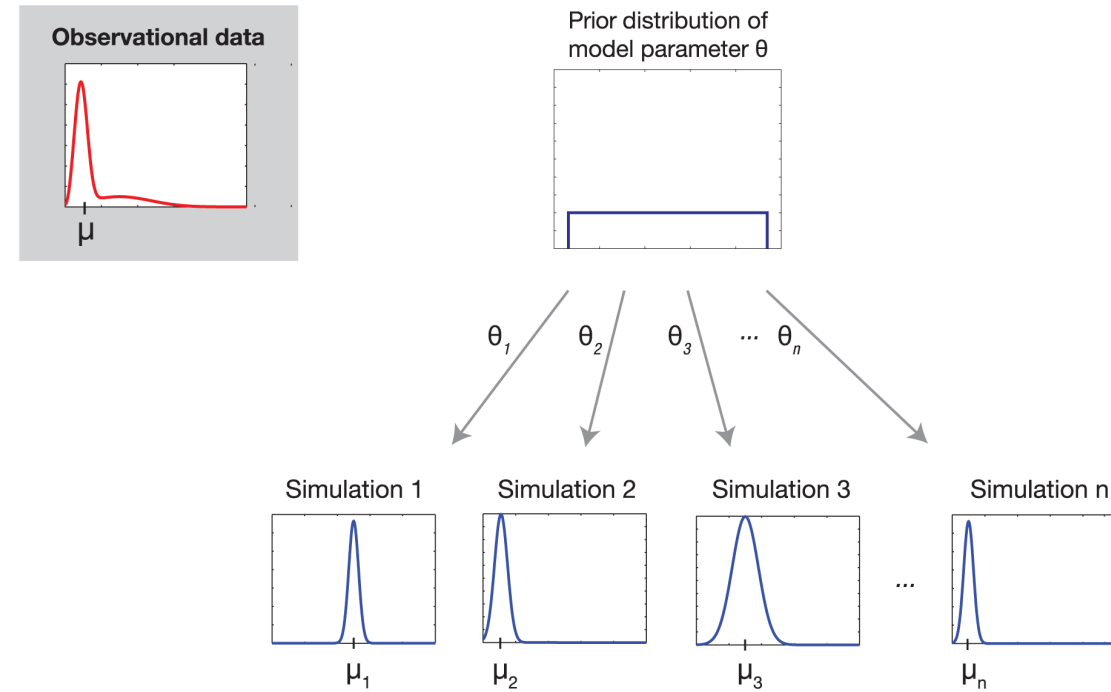 Observational data
μ
Prior distribution of
model parameter θ
θ1
θ2
θ3
... θn
Simulation 1
Simulation 2
Simulation 3
Simulation n
...
μ1
μ2
μ3
μn